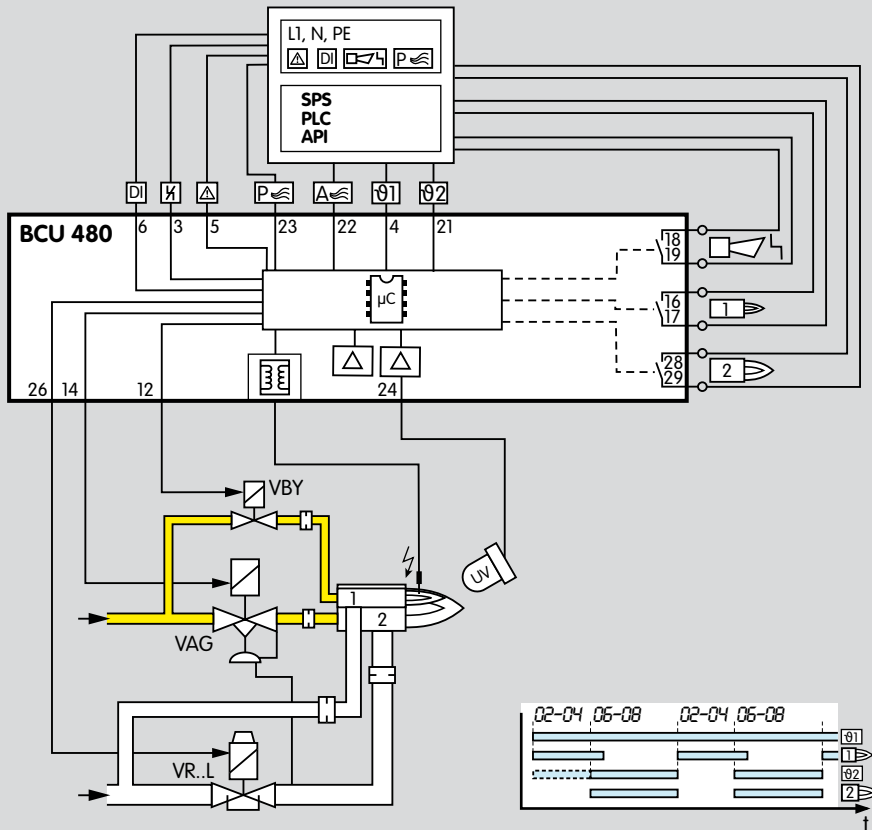 L1, N, PE
DI P
SPS
PLC
API
DI P A ϑ1 ϑ2
BCU 480 6 3 5 23 22 4 21
18
19
µC
16
17
1
28
29
2
26 14 12 24
VBY
UV
1
2
VAG
VR..L
02-04 06-08 02-04 06-08
ϑ1
1
ϑ2
2
t